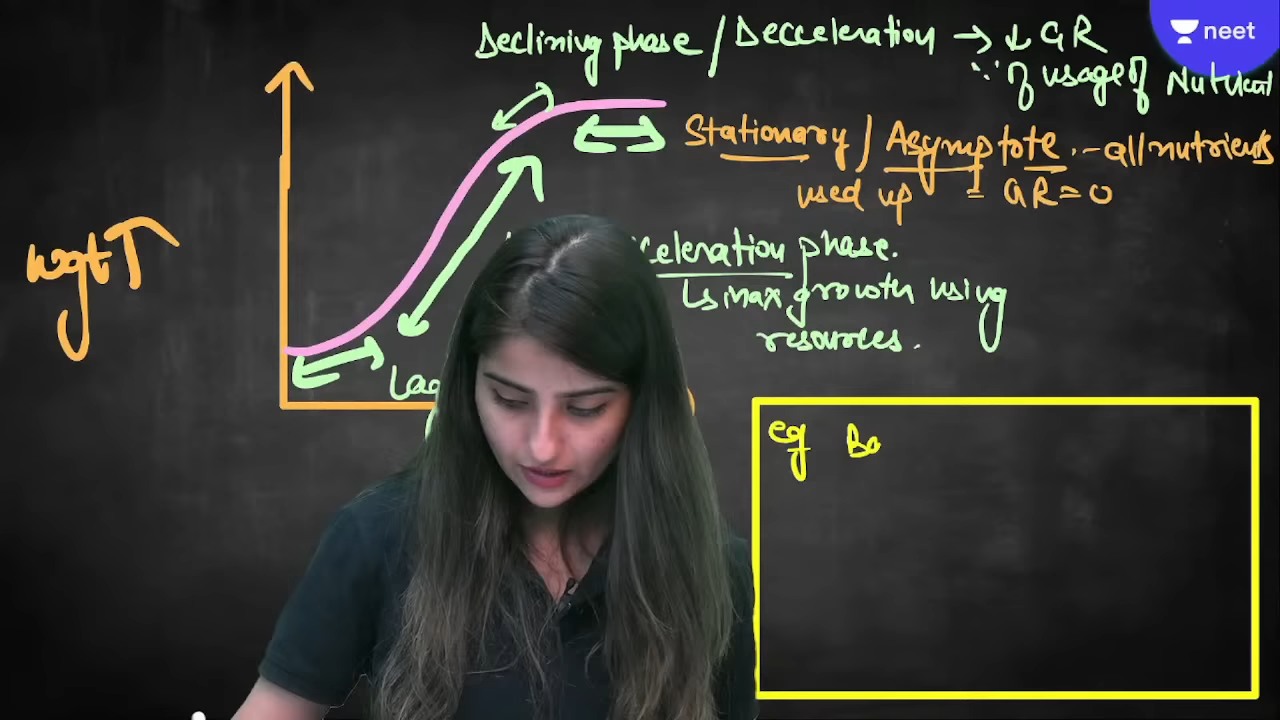 neet
Declining phase / Decceleration → ↓ GR
∵ of usage of Nutrient
Stationary / Asymptote :- all nutrients
used up = GR = 0
wgt ↑
celeration phase.
↳ max growth using
resources.
Lag
eg Ba